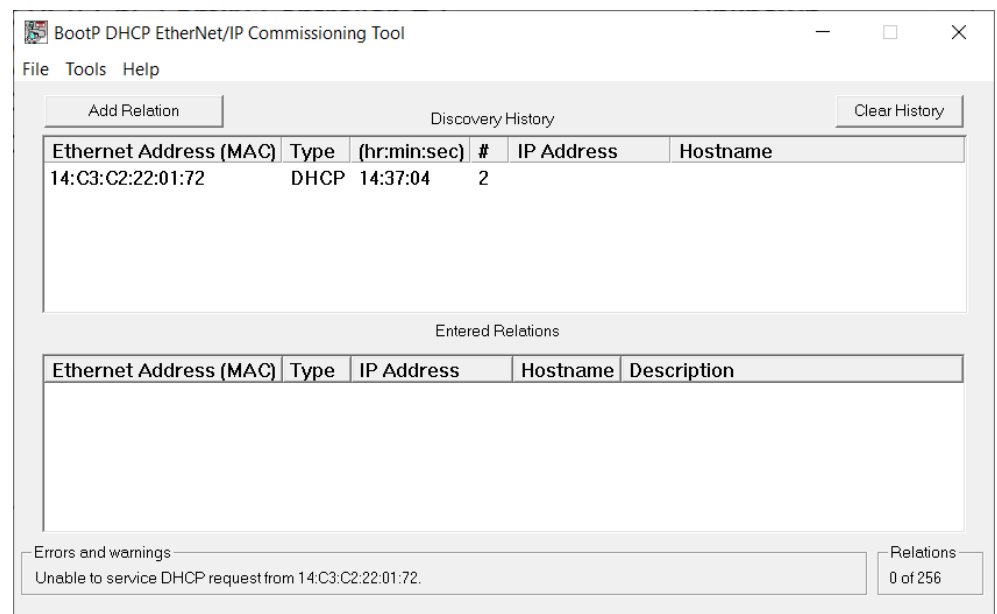 BootP DHCP EtherNet/IP Commissioning Tool
File Tools Help
Add Relation Discovery History Clear History
Ethernet Address (MAC) Type (hr:min:sec) # IP Address Hostname
14:C3:C2:22:01:72 DHCP 14:37:04 2
Entered Relations
Ethernet Address (MAC) Type IP Address Hostname Description
Errors and warnings Relations
Unable to service DHCP request from 14:C3:C2:22:01:72. 0 of 256